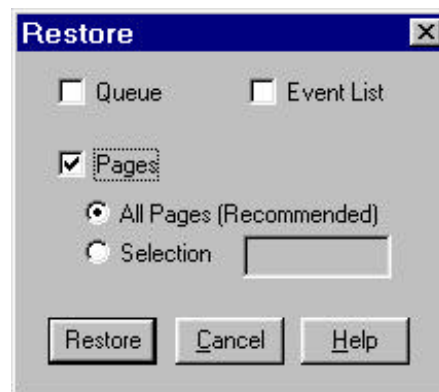 Restore
Queue Event List
Pages
All Pages (Recommended)
Selection
Restore Cancel Help